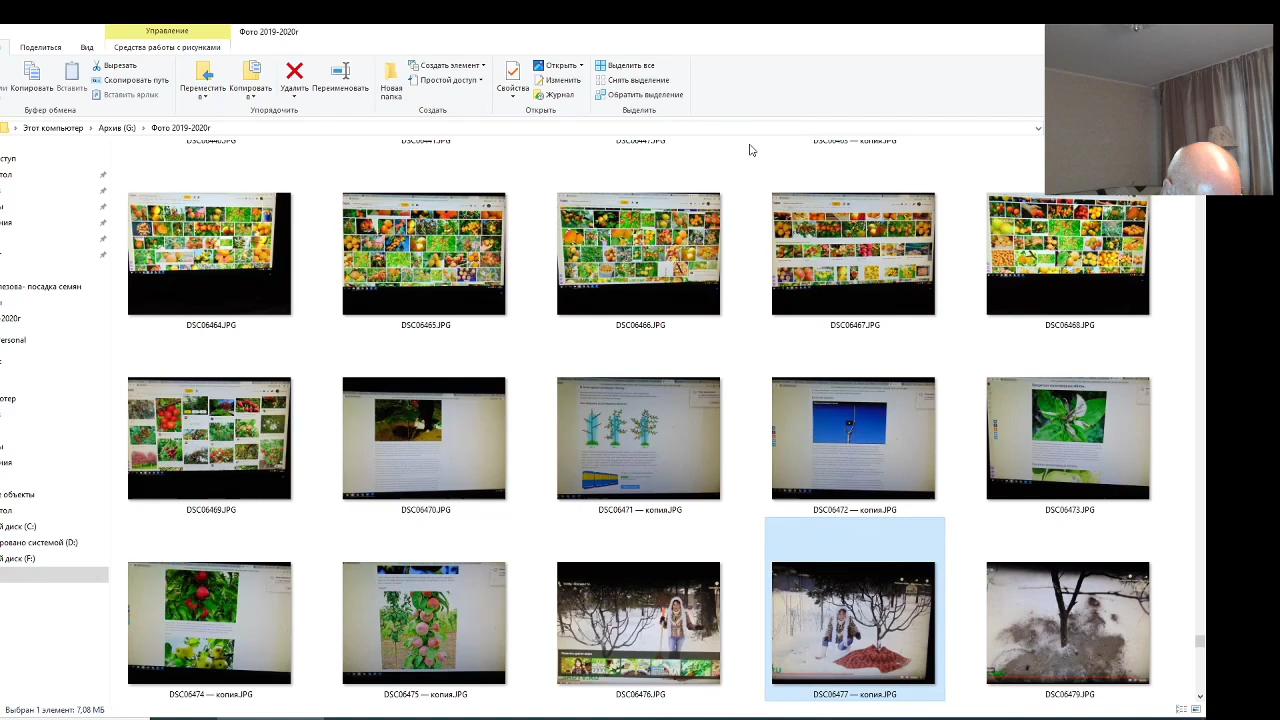 Управление
Фото 2019-2020г
Поделиться
Вид
Средства работы с рисунками
Копировать
Вставить
Вырезать
Скопировать путь
Вставить ярлык
Буфер обмена
Переместить в
Копировать в
Удалить
Переименовать
Упорядочить
Новая папка
Создать элемент
Простой доступ
Создать
Свойства
Открыть
Изменить
Журнал
Открыть
Выделить все
Снять выделение
Обратить выделение
Выделить
Этот компьютер > Архив (G:) > Фото 2019-2020г
ступ
тол
ы
ния
лезова- посадка семян
-2020г
ersonal
ютер
ы
ния
е объекты
тол
й диск (C:)
ировано системой (D:)
й диск (F:)
DSC06464.JPG
DSC06465.JPG
DSC06466.JPG
DSC06467.JPG
DSC06468.JPG
DSC06469.JPG
DSC06470.JPG
DSC06471 — копия.JPG
DSC06472 — копия.JPG
DSC06473.JPG
DSC06474 — копия.JPG
DSC06475 — копия.JPG
DSC06476.JPG
DSC06477 — копия.JPG
DSC06479.JPG
Выбран 1 элемент: 7,08 МБ